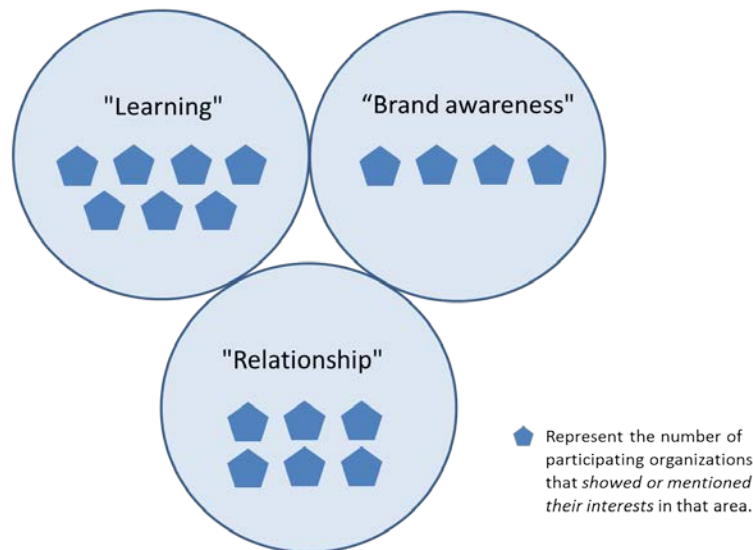 "Learning"
“Brand awareness"
"Relationship"
Represent the number of
participating organizations
that showed or mentioned
their interests in that area.